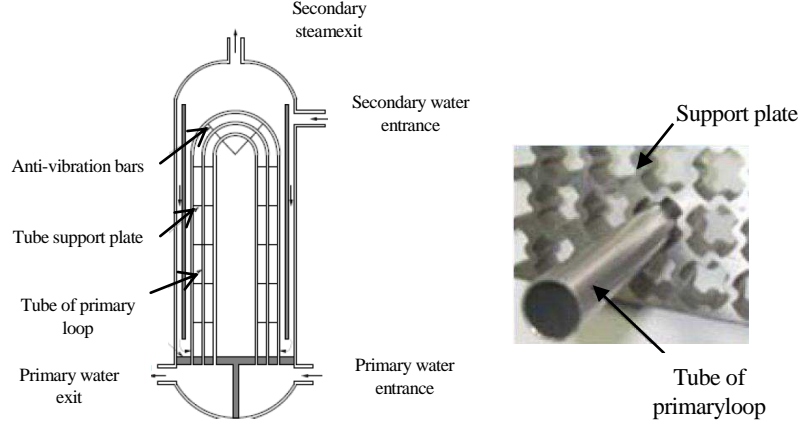 Secondary
steamexit
Secondary water
entrance
Anti-vibration bars
Tube support plate
Tube of primary
loop
Primary water
exit
Primary water
entrance
Support plate
Tube of
primaryloop